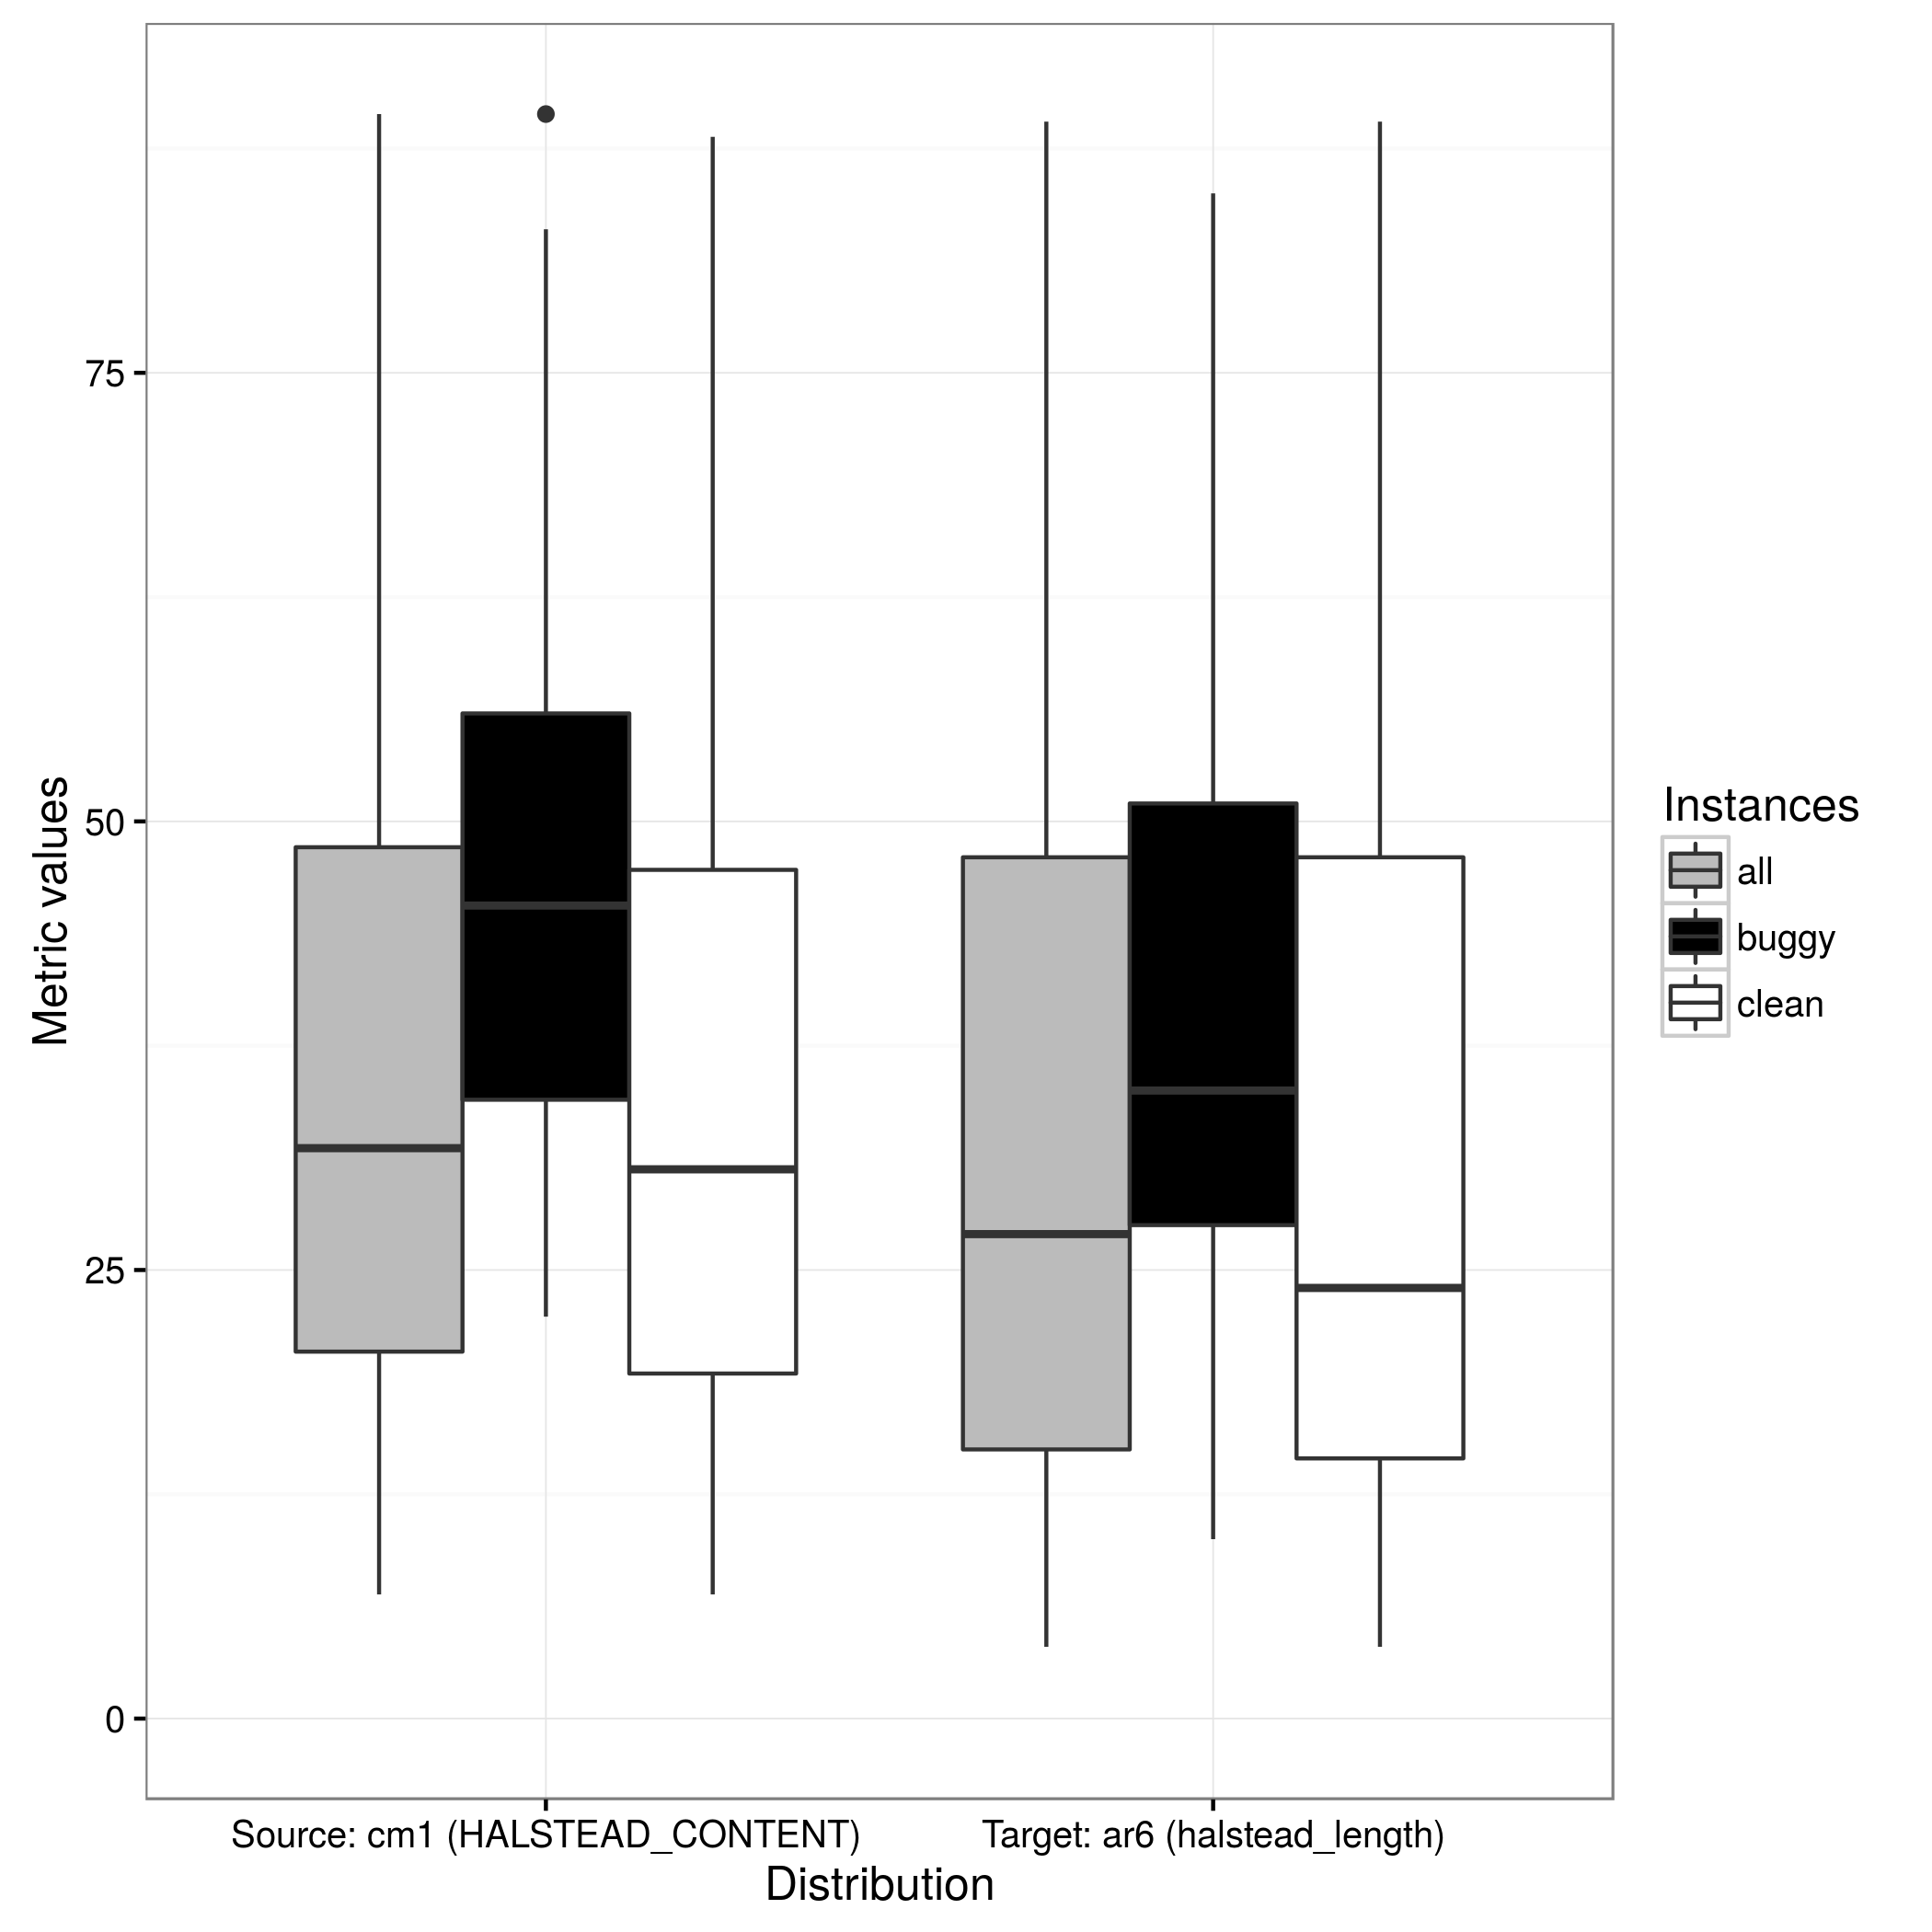 Metric values
75
50
25
0
Source: cm1 (HALSTEAD_CONTENT)
Target: ar6 (halstead_length)
Distribution
Instances
all
buggy
clean